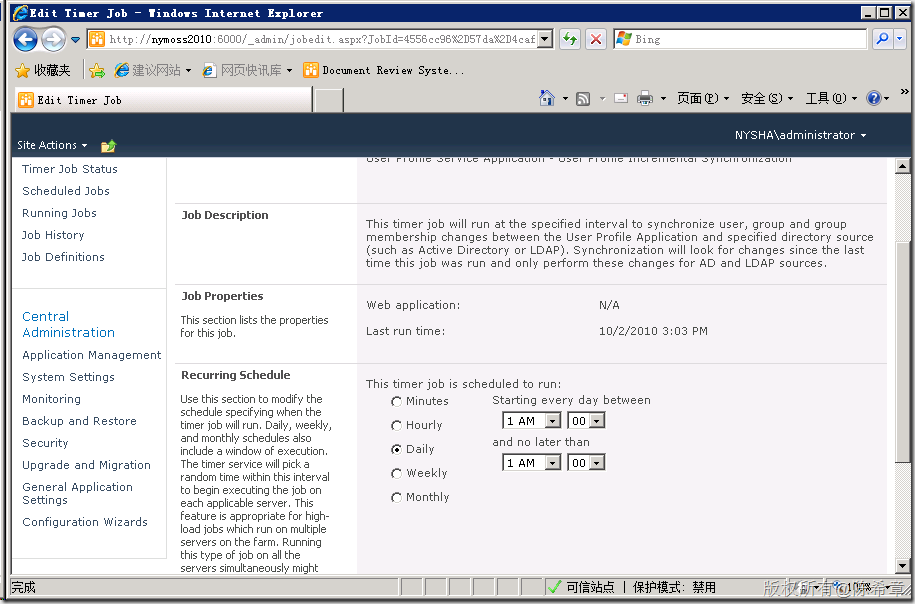 Edit Timer Job - Windows Internet Explorer
http://nymoss2010:6000/_admin/jobedit.aspx?JobId=4556cc96%2D57da%2D4caf
Bing
收藏夹
建议网站
网页快讯库
Document Review Syste...
Edit Timer Job
页面(P)
安全(S)
工具(O)
»
Site Actions
NYSHA\administrator
Timer Job Status
Scheduled Jobs
Running Jobs
Job History
Job Definitions
Central
Administration
Application Management
System Settings
Monitoring
Backup and Restore
Security
Upgrade and Migration
General Application
Settings
Configuration Wizards
User Profile Service Application - User Profile Incremental Synchronization
Job Description
This timer job will run at the specified interval to synchronize user, group and group
membership changes between the User Profile Application and specified directory source
(such as Active Directory or LDAP). Synchronization will look for changes since the last
time this job was run and only perform these changes for AD and LDAP sources.
Job Properties
This section lists the properties
for this job.
Web application: N/A
Last run time: 10/2/2010 3:03 PM
Recurring Schedule
Use this section to modify the
schedule specifying when the
timer job will run. Daily, weekly,
and monthly schedules also
include a window of execution.
The timer service will pick a
random time within this interval
to begin executing the job on
each applicable server. This
feature is appropriate for high-
load jobs which run on multiple
servers on the farm. Running
this type of job on all the
servers simultaneously might
This timer job is scheduled to run:
Minutes
Hourly
Daily
Weekly
Monthly
Starting every day between
1 AM 00
and no later than
1 AM 00
完成
可信站点 | 保护模式: 禁用
版权所有@陈希章